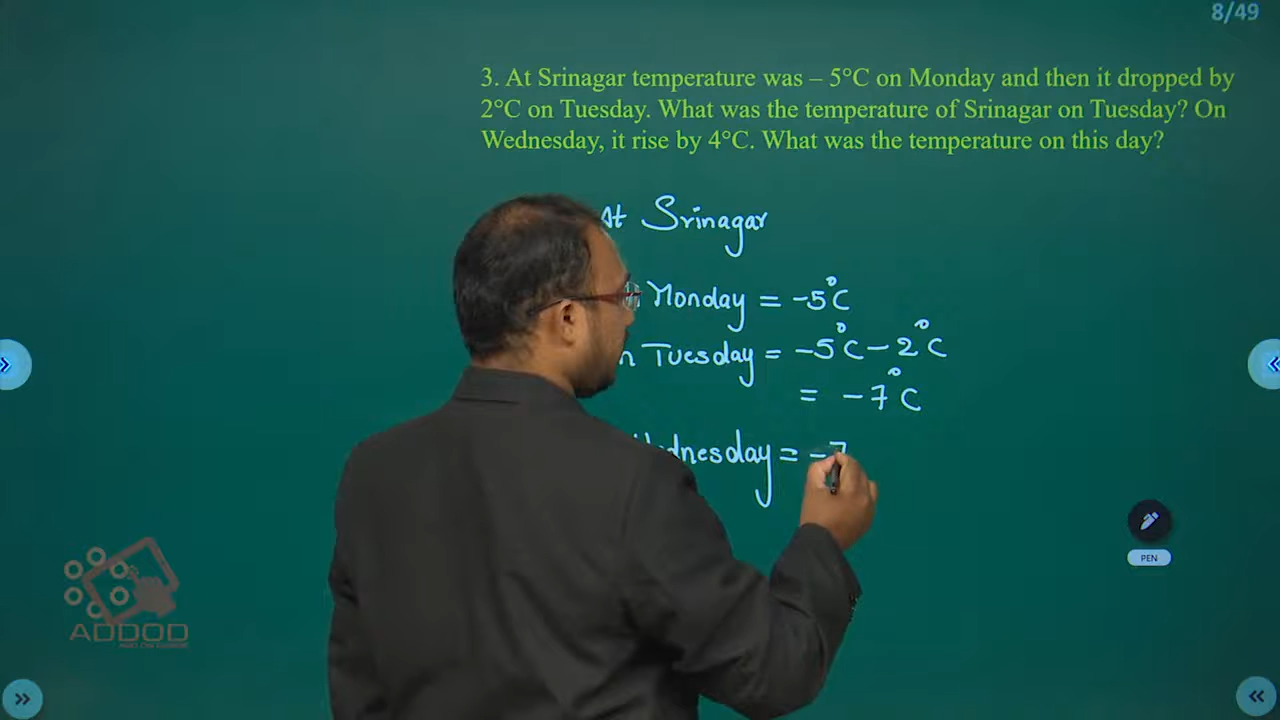 8/49
3. At Srinagar temperature was – 5°C on Monday and then it dropped by
2°C on Tuesday. What was the temperature of Srinagar on Tuesday? On
Wednesday, it rise by 4°C. What was the temperature on this day?
At Srinagar
Monday = -5°C
n Tuesday = -5°C - 2°C
= -7°C
Wednesday = -7
PEN
ADDOD